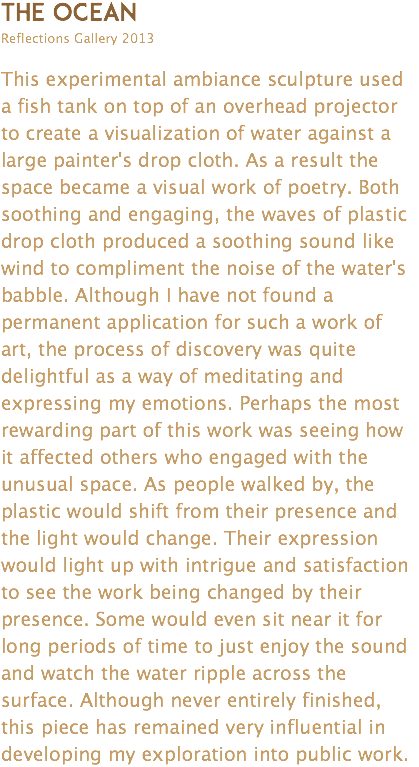 THE OCEAN
Reflections Gallery 2013
This experimental ambiance sculpture used
a fish tank on top of an overhead projector
to create a visualization of water against a
large painter's drop cloth. As a result the
space became a visual work of poetry. Both
soothing and engaging, the waves of plastic
drop cloth produced a soothing sound like
wind to compliment the noise of the water's
babble. Although I have not found a
permanent application for such a work of
art, the process of discovery was quite
delightful as a way of meditating and
expressing my emotions. Perhaps the most
rewarding part of this work was seeing how
it affected others who engaged with the
unusual space. As people walked by, the
plastic would shift from their presence and
the light would change. Their expression
would light up with intrigue and satisfaction
to see the work being changed by their
presence. Some would even sit near it for
long periods of time to just enjoy the sound
and watch the water ripple across the
surface. Although never entirely finished,
this piece has remained very influential in
developing my exploration into public work.